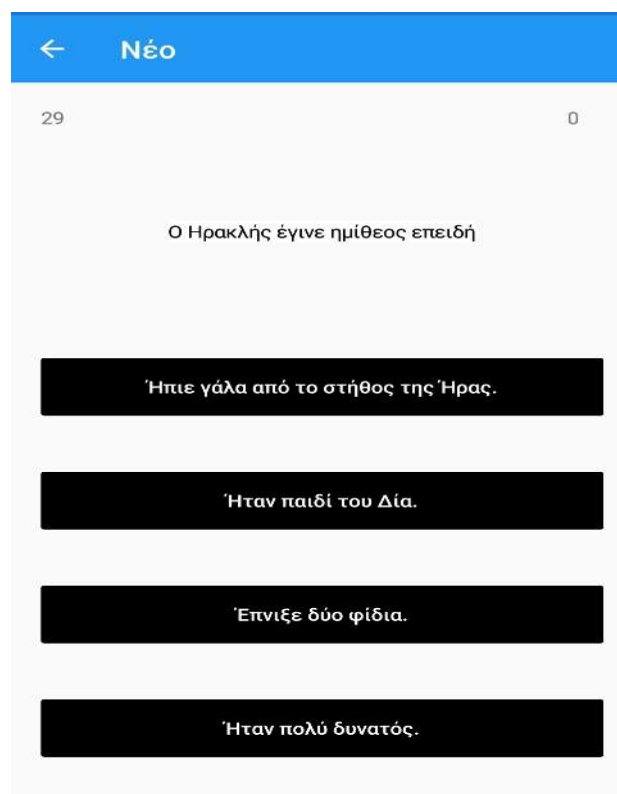 Νέο
29 0
Ο Ηρακλής έγινε ημίθεος επειδή
Ήπιε γάλα από το στήθος της Ήρας.
Ήταν παιδί του Δία.
Έπνιξε δύο φίδια.
Ήταν πολύ δυνατός.